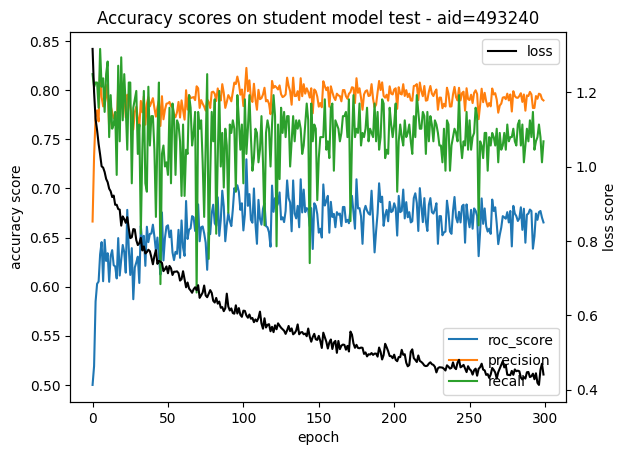 Accuracy scores on student model test - aid=493240
loss
accuracy score
0.85
0.80
0.75
0.70
0.65
0.60
0.55
0.50
1.2
1.0
0.8
0.6
0.4
loss score
roc_score
precision
recall
0
50
100
150
200
250
300
epoch